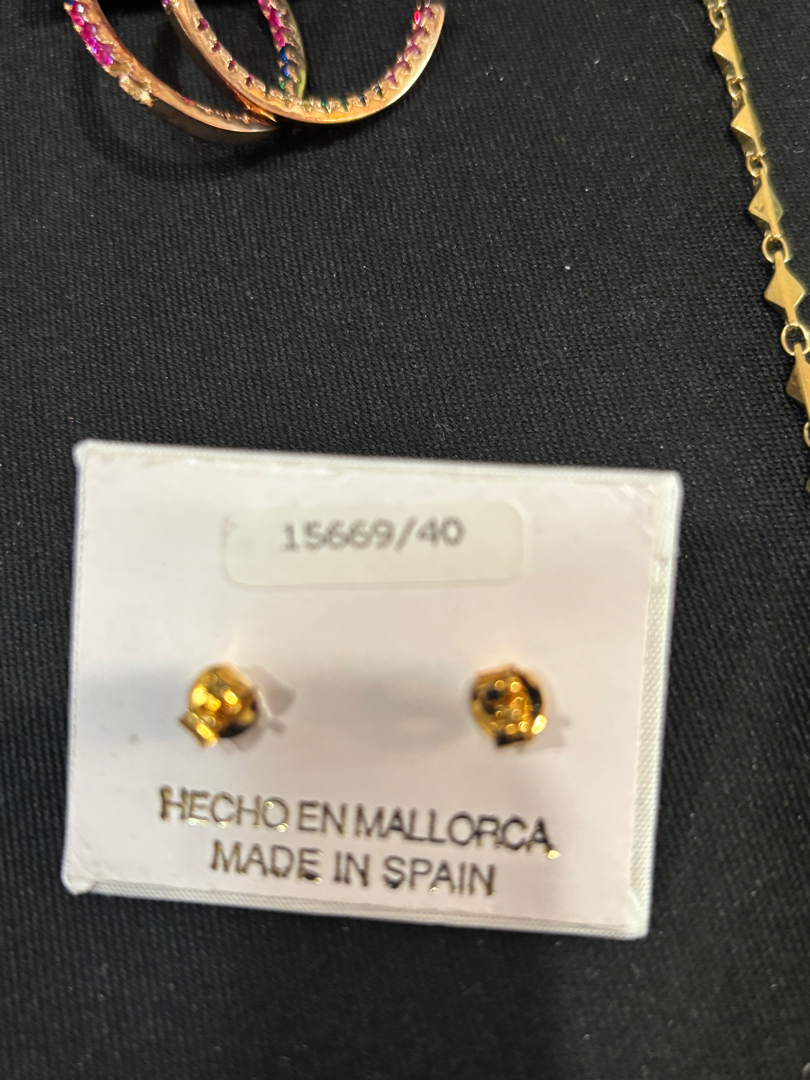 15669/40
HECHO EN MALLORCA
MADE IN SPAIN